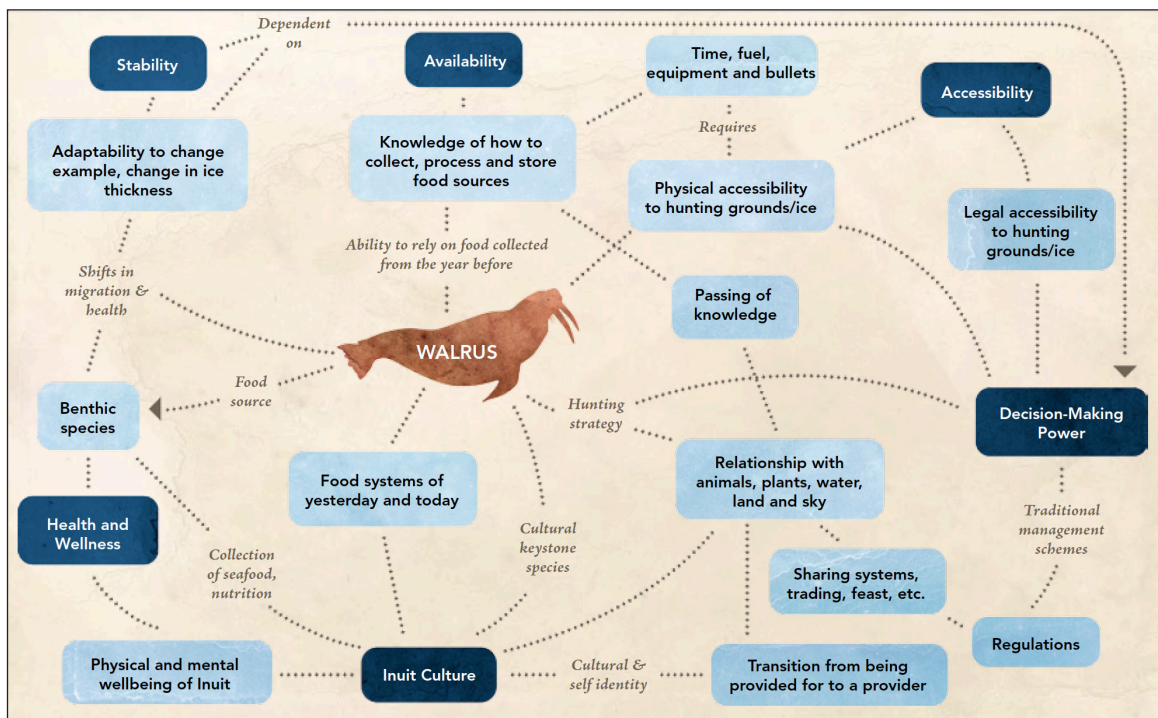 Dependent
on
Stability
Availability
Time, fuel,
equipment and bullets
Accessibility
Adaptability to change
example, change in ice
thickness
Knowledge of how to
collect, process and store
food sources
Requires
Physical accessibility
to hunting grounds/ice
Legal accessibility
to hunting
grounds/ice
Ability to rely on food collected
from the year before
Shifts in
migration &
health
Passing of
knowledge
WALRUS
Food
source
Benthic
species
Hunting
strategy
Decision-Making
Power
Food systems of
yesterday and today
Relationship with
animals, plants, water,
land and sky
Health and
Wellness
Collection
of seafood,
nutrition
Cultural
keystone
species
Traditional
management
schemes
Sharing systems,
trading, feast, etc.
Regulations
Physical and mental
wellbeing of Inuit
Inuit Culture
Cultural &
self identity
Transition from being
provided for to a provider